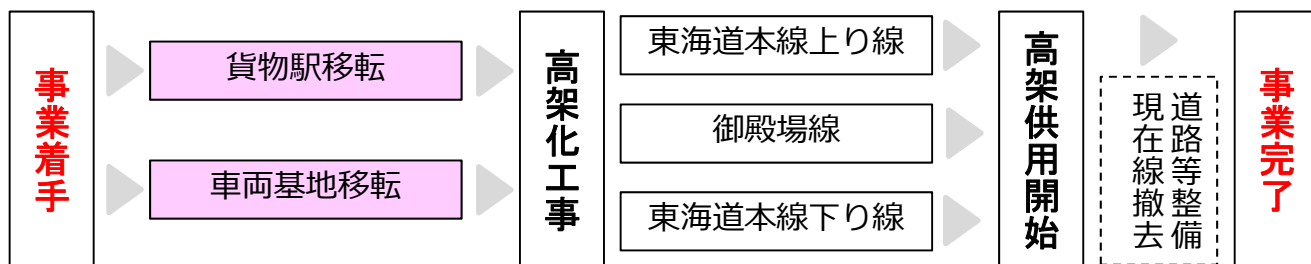 事業着手
貨物駅移転
車両基地移転
高架化工事
東海道本線上り線
御殿場線
東海道本線下り線
高架供用開始
道路等整備
現在線撤去
事業完了